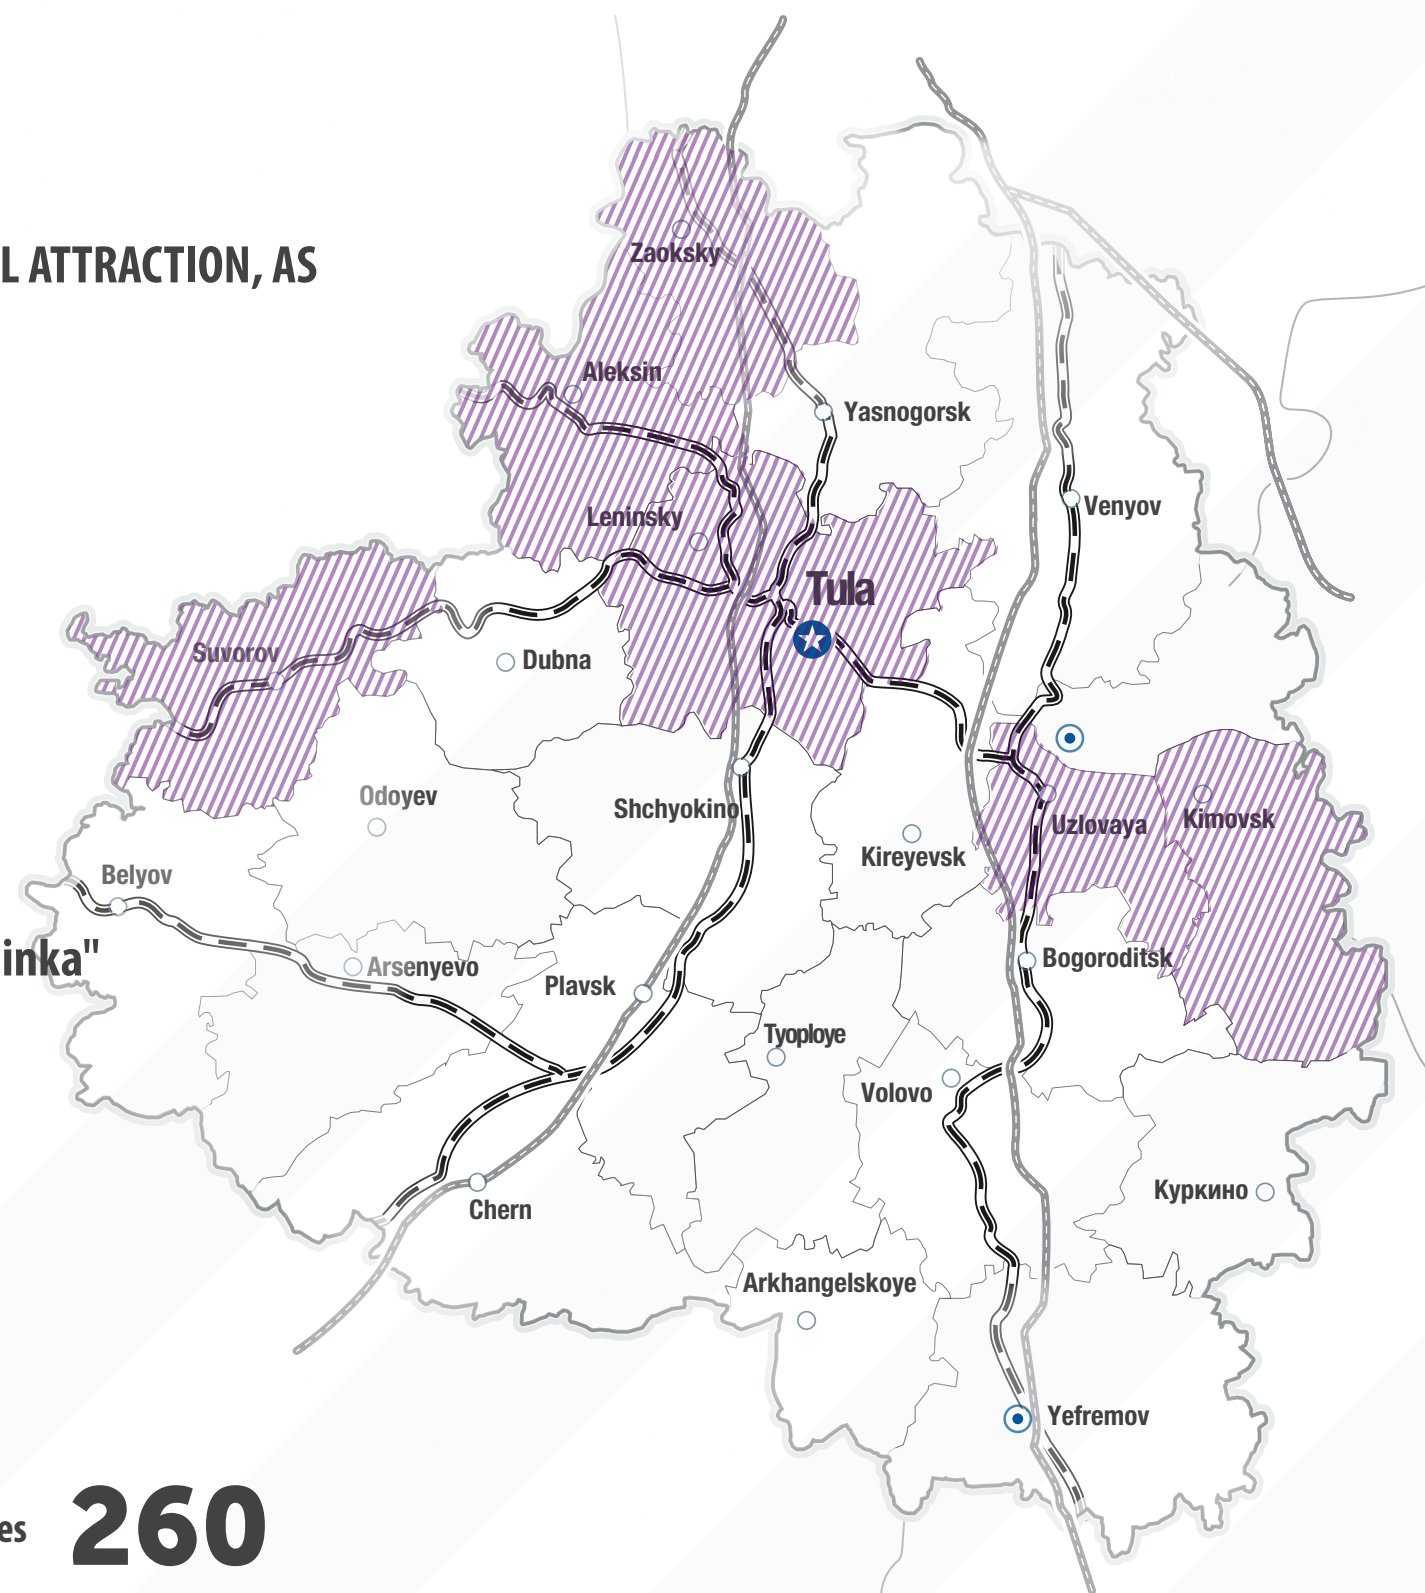 L ATTRACTION, AS
Zaoksky
Aleksin
Yasnogorsk
Venyov
Leninsky
Tula
Suvorov
Dubna
Odoyev
Shchyokino
Uzlovaya
Kimovsk
Kireyevsk
Belyov
inka"
Arsenyevo
Bogoroditsk
Plavsk
Tyoploye
Volovo
Куркино
Chern
Arkhangelskoye
Yefremov
es 260